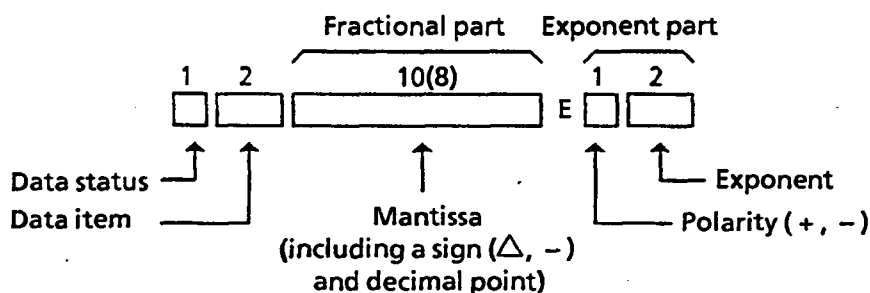 Fractional part Exponent part
1 2 10(8) 1 2
E
Data status
Exponent
Data item
Mantissa
Polarity (+, −)
(including a sign (△, −)
and decimal point)